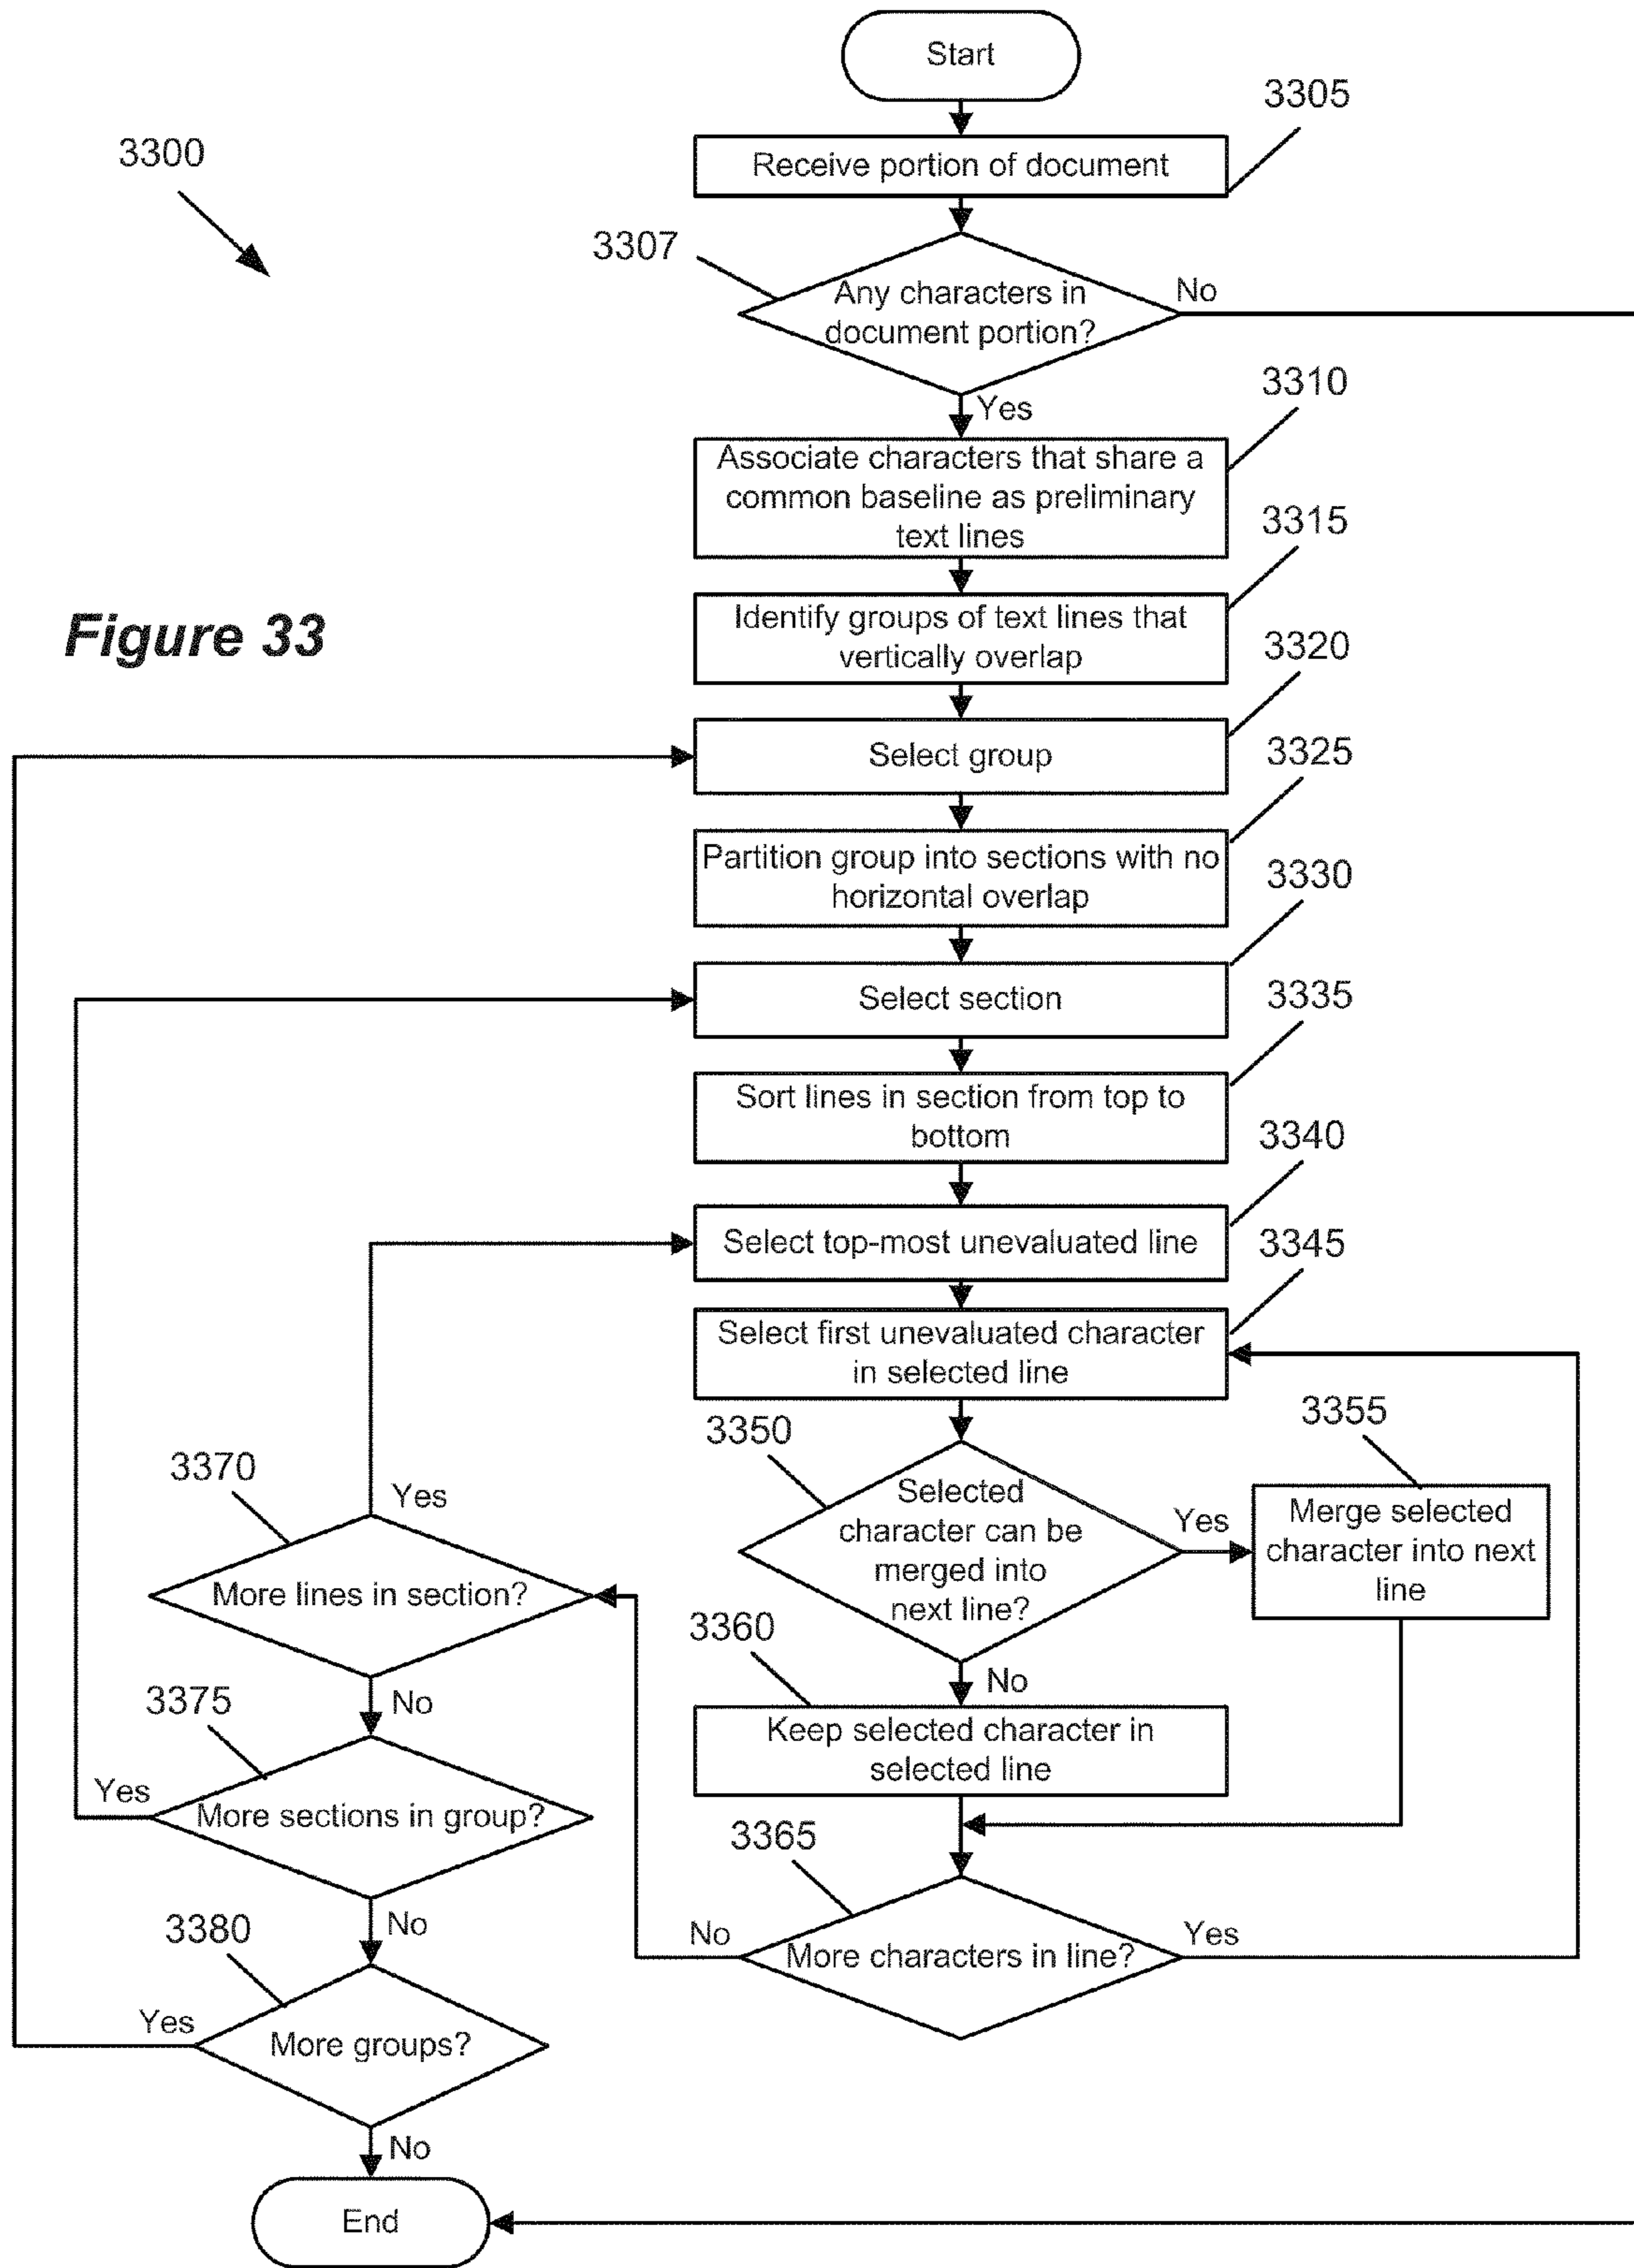 Start
3305
3300
Receive portion of document
3307
Any characters in
document portion?
No
Yes
3310
Associate characters that share a
common baseline as preliminary
text lines
3315
Figure 33
Identify groups of text lines that
vertically overlap
3320
Select group
3325
Partition group into sections with no
horizontal overlap
3330
Select section
3335
Sort lines in section from top to
bottom
3340
Select top-most unevaluated line
3345
Select first unevaluated character
in selected line
3350
Selected
character can be
merged into
next line?
Yes
3355
Merge selected
character into next
line
No
3360
Keep selected character in
selected line
3365
More characters in line?
Yes
No
3370
More lines in section?
Yes
No
3375
More sections in group?
Yes
No
3380
More groups?
Yes
No
End